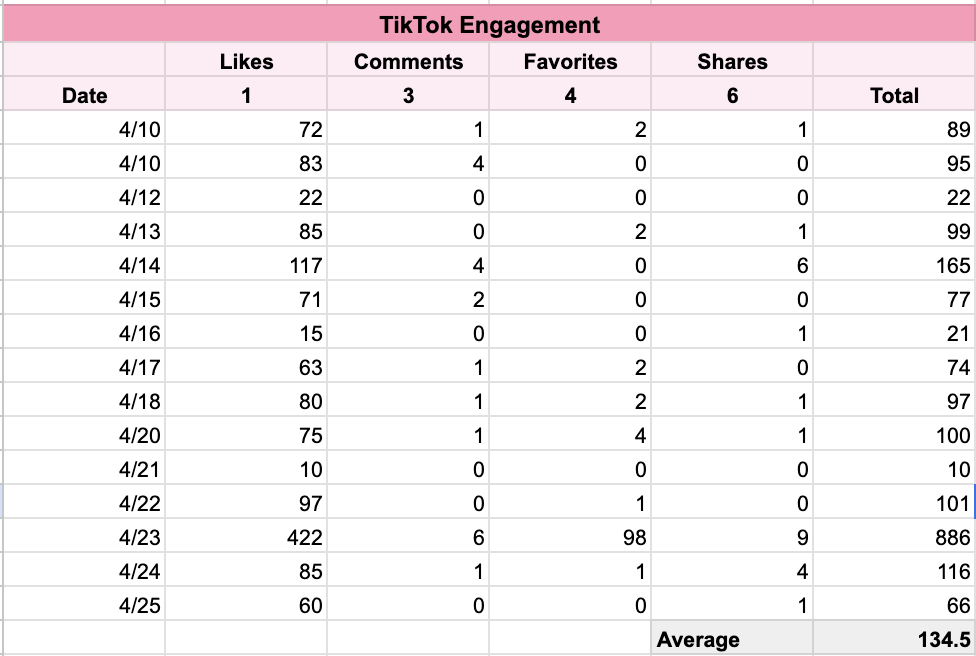 TikTok Engagement
Likes Comments Favorites Shares
Date 1 3 4 6 Total
4/10 72 1 2 1 89
4/10 83 4 0 0 95
4/12 22 0 0 0 22
4/13 85 0 2 1 99
4/14 117 4 0 6 165
4/15 71 2 0 0 77
4/16 15 0 0 1 21
4/17 63 1 2 0 74
4/18 80 1 2 1 97
4/20 75 1 4 1 100
4/21 10 0 0 0 10
4/22 97 0 1 0 101
4/23 422 6 98 9 886
4/24 85 1 1 4 116
4/25 60 0 0 1 66
Average 134.5